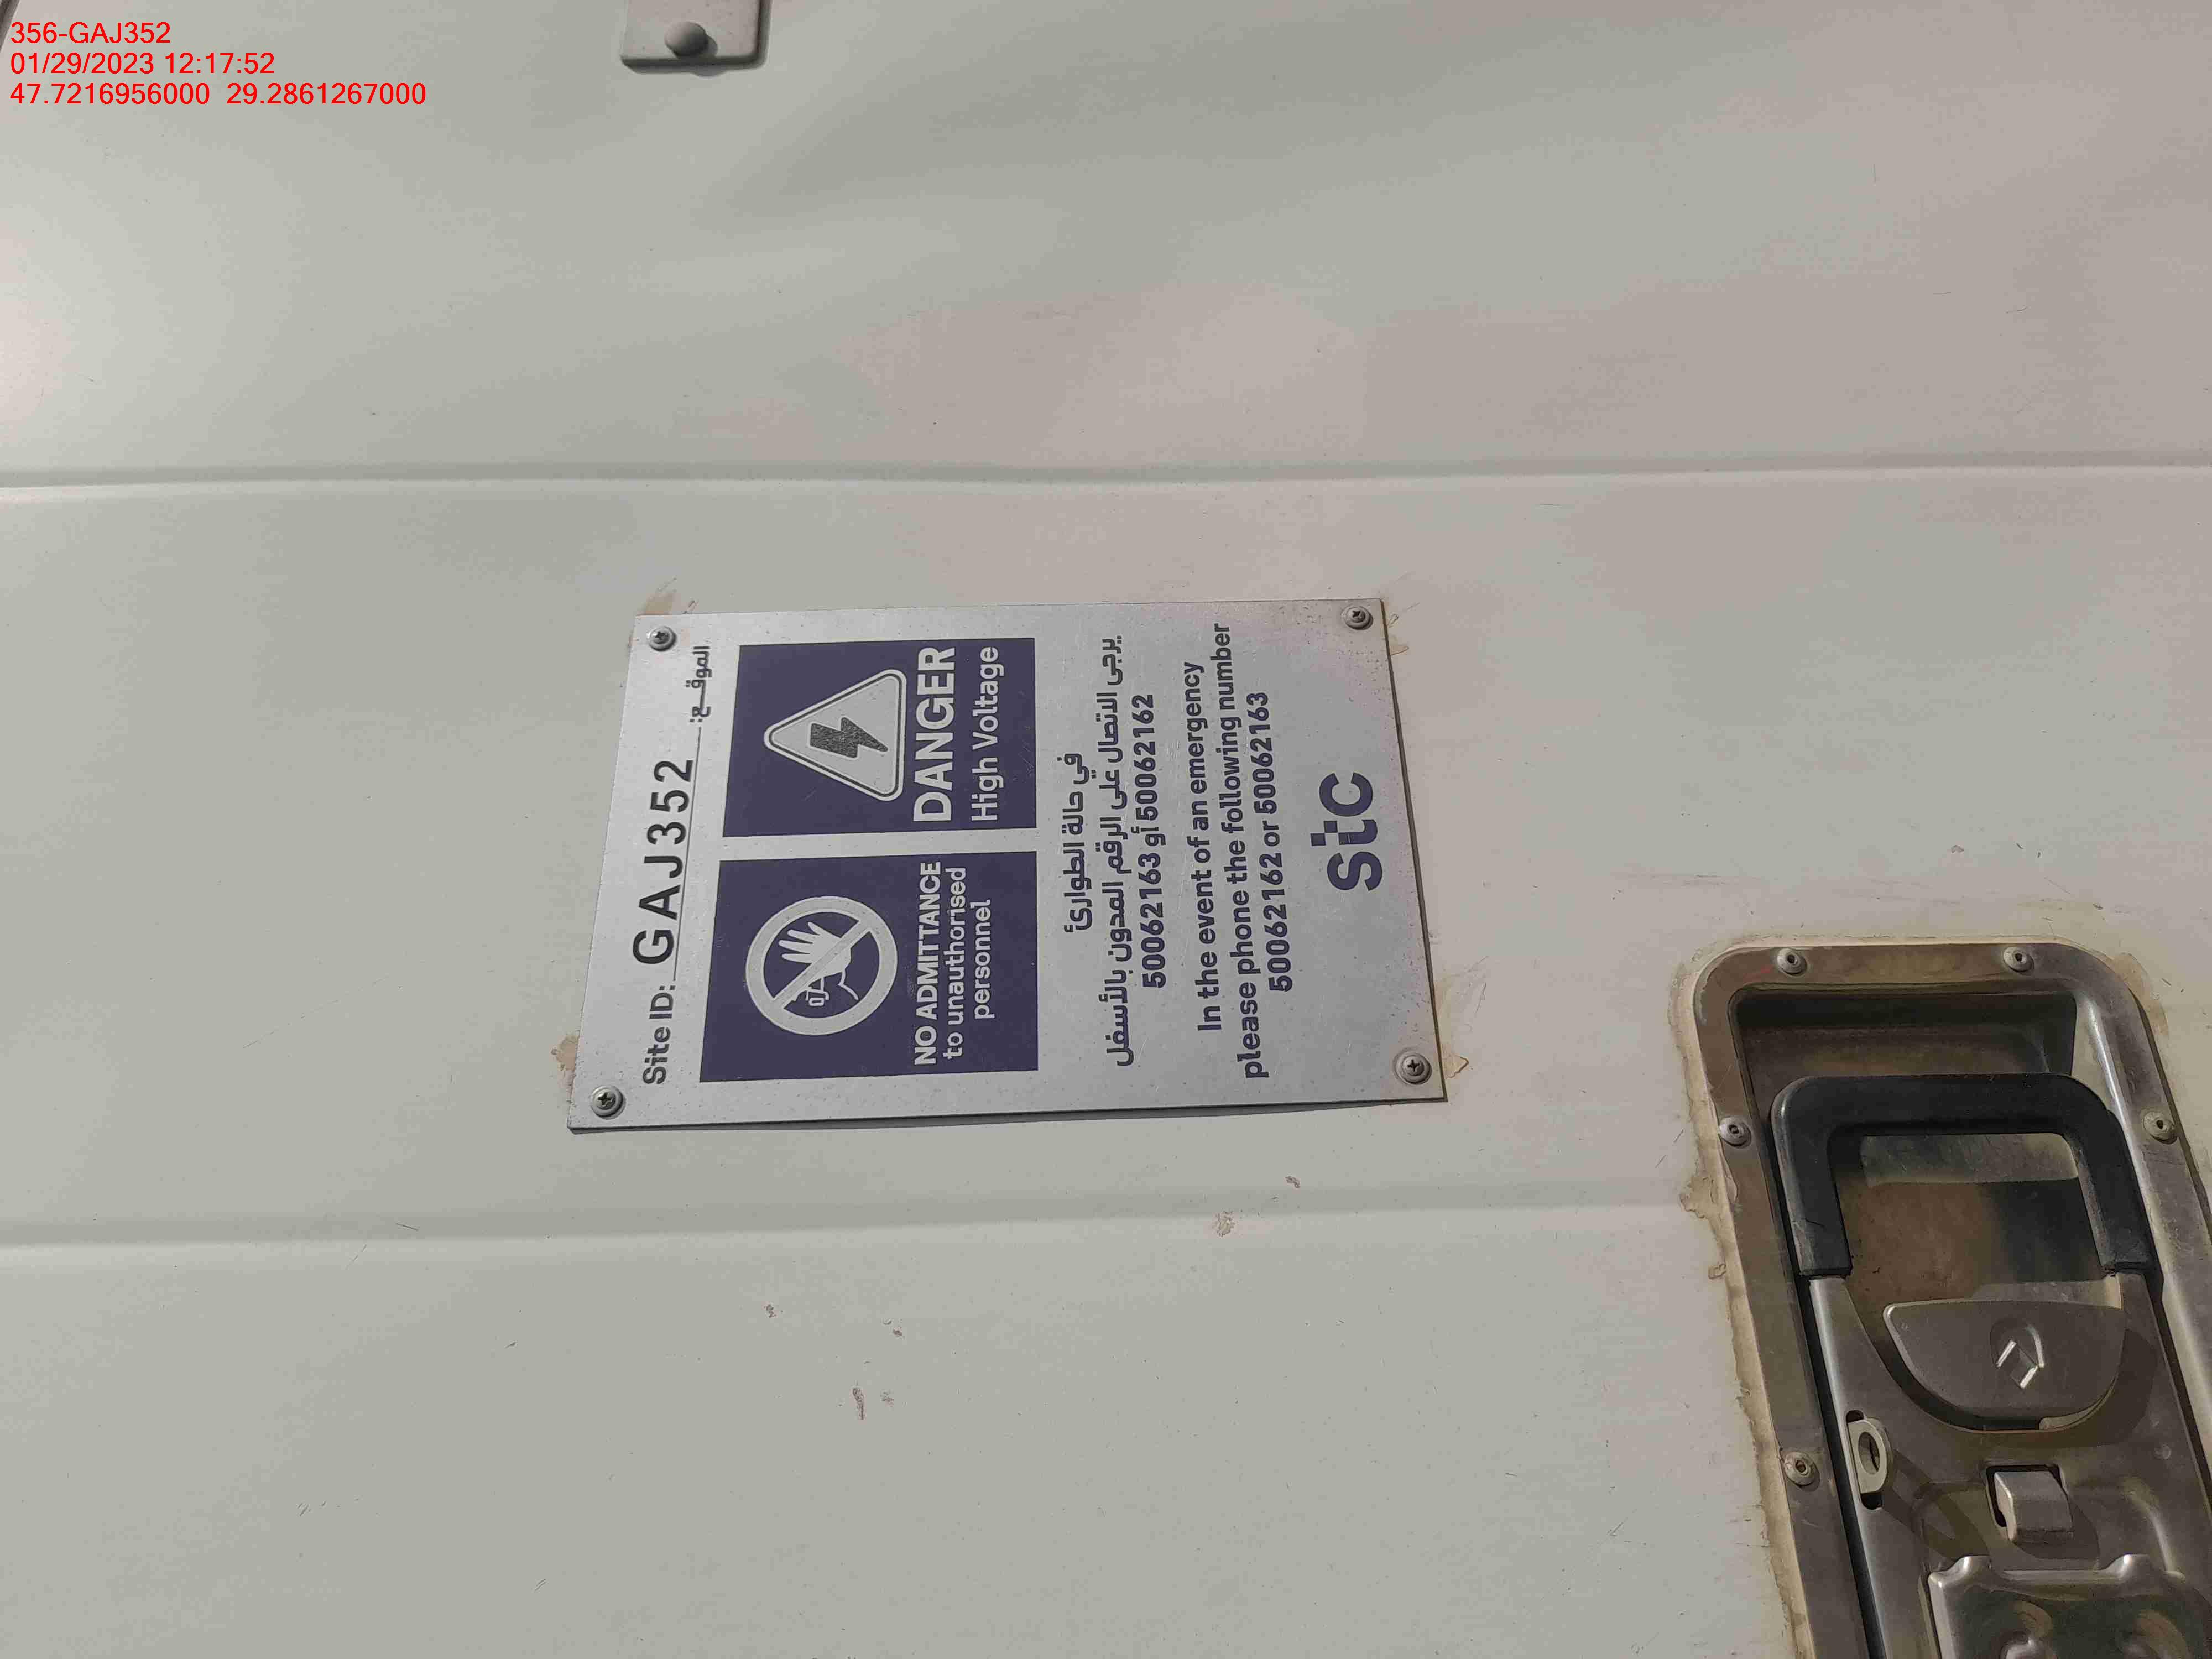 356-GAJ352
01/29/2023 12:17:52
47.7216956000 29.2861267000
Site ID: GAJ352 الموقـــع:
NO ADMITTANCE
to unauthorised
personnel
DANGER
High Voltage
في حالة الطوارئ
يرجى الاتصال على الرقم المدون بالأسفل
50062163 أو 50062162
In the event of an emergency
please phone the following number
50062162 or 50062163
stc